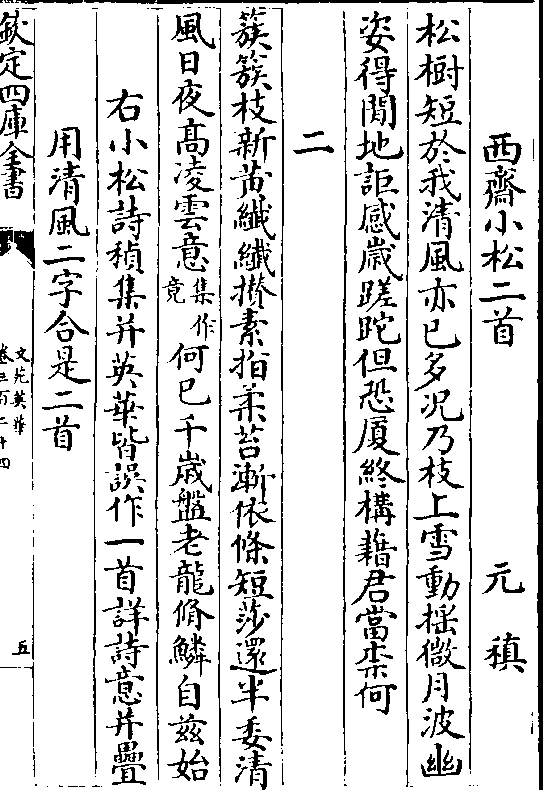 西齋小松二首　元稹
松樹短於我清風亦已多况乃枝上雪動揺微月波幽
姿得閒地詎感歳蹉跎但恐厦終構藉君當柰何
二
簇簇枝新黄纎纎攅素指柔苔漸依條短莎還半委清
風日夜髙凌雲意集作竟何已千歳盤老龍脩鱗自兹始
右小松詩稹集并英華皆誤作一首詳詩意并疊
用清風二字合是二首
欽定四庫全書
文苑英華
卷三百二十四
五